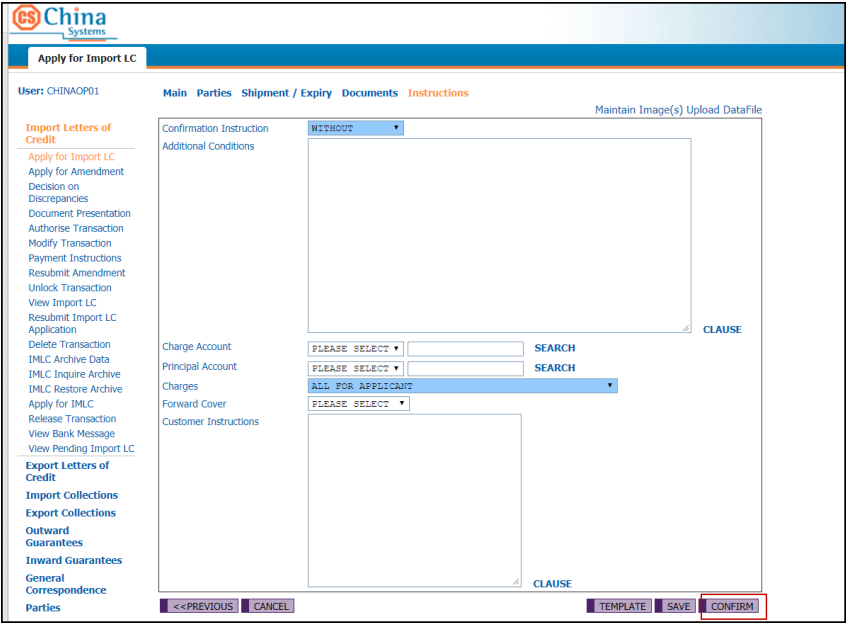 CS China
Systems
Apply for Import LC
User: CHINAOP01
Main Parties Shipment / Expiry Documents Instructions
Maintain Image(s) Upload DataFile
Import Letters of
Credit
Apply for Import LC
Apply for Amendment
Decision on
Discrepancies
Document Presentation
Authorise Transaction
Modify Transaction
Payment Instructions
Resubmit Amendment
Unlock Transaction
View Import LC
Resubmit Import LC
Application
Delete Transaction
IMLC Archive Data
IMLC Inquire Archive
IMLC Restore Archive
Apply for IMLC
Release Transaction
View Bank Message
View Pending Import LC
Export Letters of
Credit
Import Collections
Export Collections
Outward
Guarantees
Inward Guarantees
General
Correspondence
Parties
Confirmation Instruction WITHOUT
Additional Conditions
CLAUSE
Charge Account PLEASE SELECT SEARCH
Principal Account PLEASE SELECT SEARCH
Charges ALL FOR APPLICANT
Forward Cover PLEASE SELECT
Customer Instructions
CLAUSE
<<PREVIOUS CANCEL TEMPLATE SAVE CONFIRM